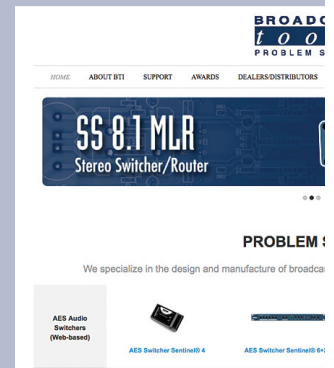 BROADC
too
PROBLEM S
HOME ABOUT BTI SUPPORT AWARDS DEALERS/DISTRIBUTORS
SS 8.1 MLR
Stereo Switcher/Router
PROBLEM S
We specialize in the design and manufacture of broadca
AES Audio
Switchers
(Web-based)
AES Switcher Sentinel® 4 AES Switcher Sentinel® 6+